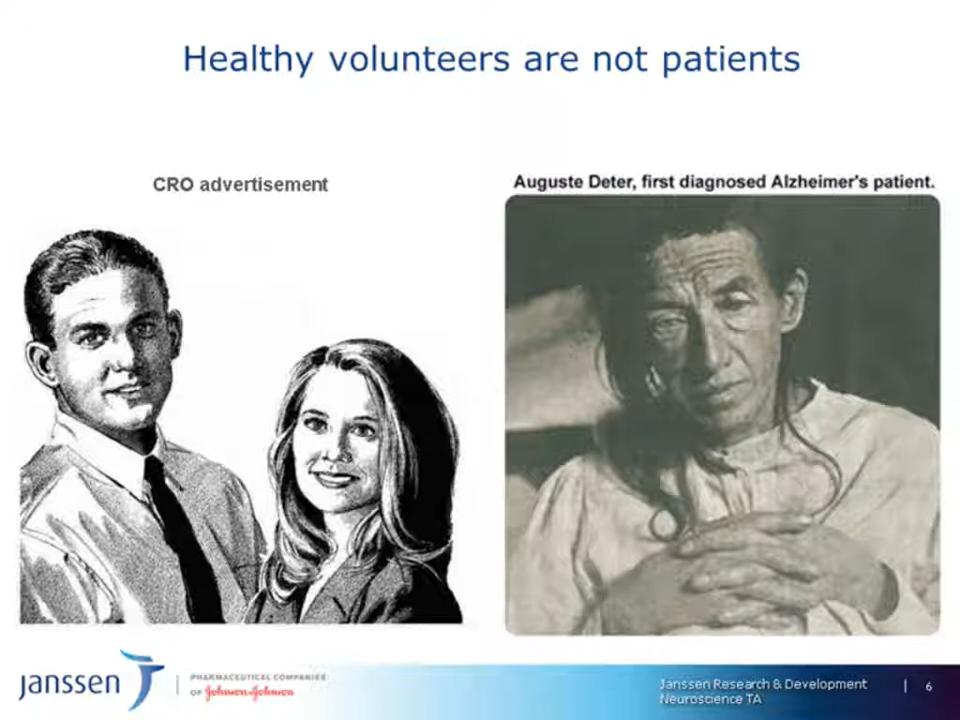 Healthy volunteers are not patients
CRO advertisement
Auguste Deter, first diagnosed Alzheimer's patient.
janssen
PHARMACEUTICAL COMPANIES
OF Johnson & Johnson
Janssen Research & Development
Neuroscience TA
6